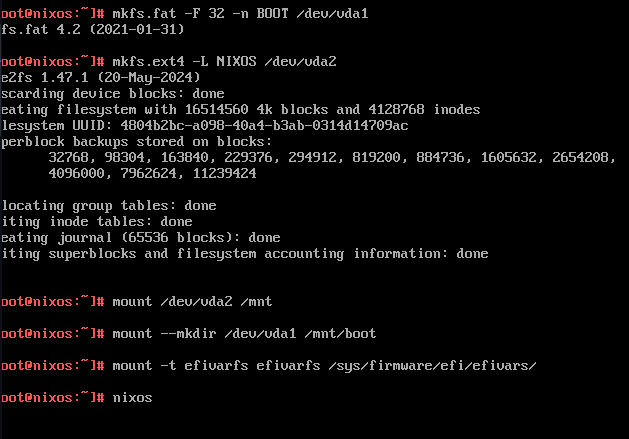 oot@nixos:~]# mkfs.fat -F 32 -n BOOT /dev/vda1
fs.fat 4.2 (2021-01-31)
oot@nixos:~]# mkfs.ext4 -L NIXOS /dev/vda2
e2fs 1.47.1 (20-May-2024)
scarding device blocks: done
eating filesystem with 16514560 4k blocks and 4128768 inodes
lesystem UUID: 4804b2bc-a098-40a4-b3ab-0314d14709ac
perblock backups stored on blocks:
32768, 98304, 163840, 229376, 294912, 819200, 884736, 1605632, 2654208,
4096000, 7962624, 11239424
locating group tables: done
iting inode tables: done
eating journal (65536 blocks): done
iting superblocks and filesystem accounting information: done
oot@nixos:~]# mount /dev/vda2 /mnt
oot@nixos:~]# mount --mkdir /dev/vda1 /mnt/boot
oot@nixos:~]# mount -t efivarfs efivarfs /sys/firmware/efi/efivars/
oot@nixos:~]# nixos